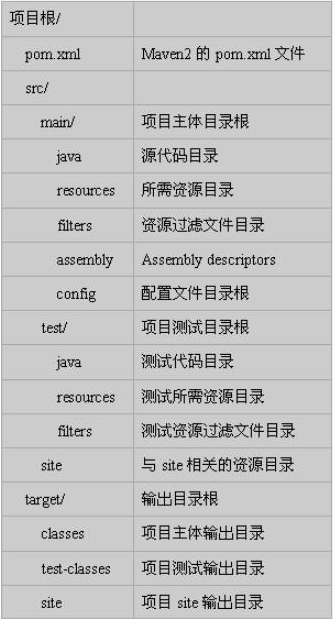 项目根/
pom.xml Maven2 的 pom.xml 文件
src/
main/ 项目主体目录根
java 源代码目录
resources 所需资源目录
filters 资源过滤文件目录
assembly Assembly descriptors
config 配置文件目录根
test/ 项目测试目录根
java 测试代码目录
resources 测试所需资源目录
filters 测试资源过滤文件目录
site 与 site 相关的资源目录
target/ 输出目录根
classes 项目主体输出目录
test-classes 项目测试输出目录
site 项目 site 输出目录